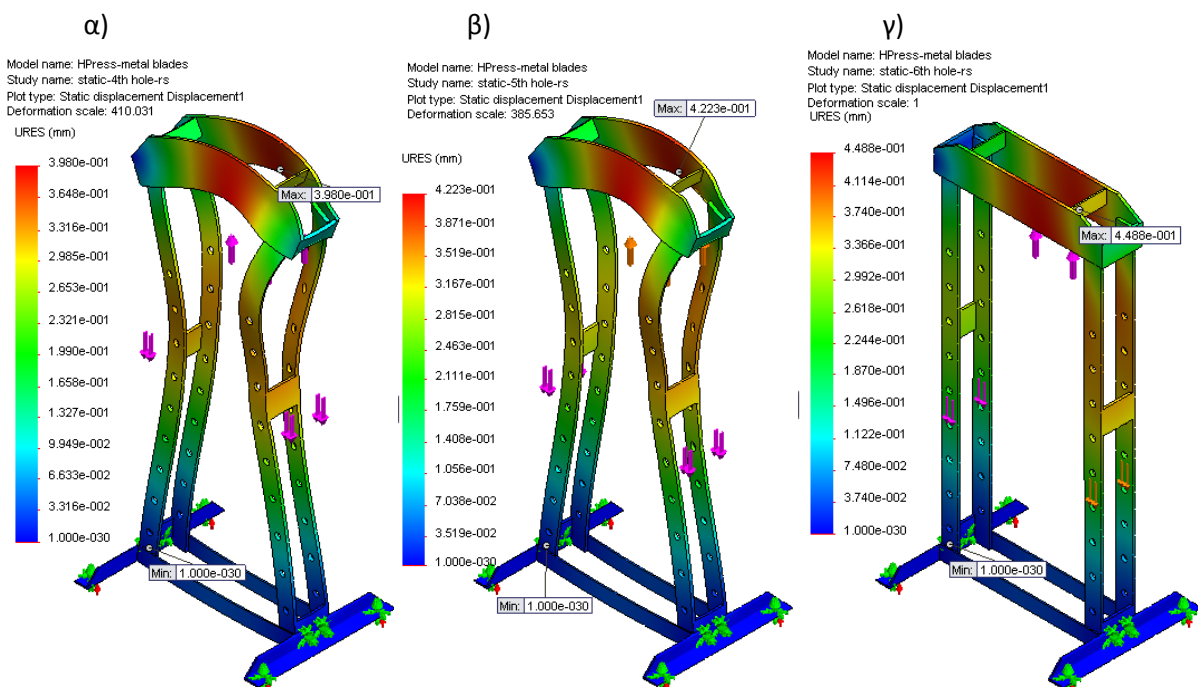 α)
Model name: HPress-metal blades
Study name: static-4th hole-rs
Plot type: Static displacement Displacement1
Deformation scale: 410.031
URES (mm)
3.980e-001
3.648e-001
3.316e-001
2.985e-001
2.653e-001
2.321e-001
1.990e-001
1.658e-001
1.327e-001
9.949e-002
6.633e-002
3.316e-002
1.000e-030
Max: 3.980e-001
Min: 1.000e-030
β)
Model name: HPress-metal blades
Study name: static-5th hole-rs
Plot type: Static displacement Displacement1
Deformation scale: 385.653
URES (mm)
4.223e-001
3.871e-001
3.519e-001
3.167e-001
2.815e-001
2.463e-001
2.111e-001
1.759e-001
1.408e-001
1.056e-001
7.038e-002
3.519e-002
1.000e-030
Max: 4.223e-001
Min: 1.000e-030
γ)
Model name: HPress-metal blades
Study name: static-6th hole-rs
Plot type: Static displacement Displacement1
Deformation scale: 1
URES (mm)
4.488e-001
4.114e-001
3.740e-001
3.366e-001
2.992e-001
2.618e-001
2.244e-001
1.870e-001
1.496e-001
1.122e-001
7.480e-002
3.740e-002
1.000e-030
Max: 4.488e-001
Min: 1.000e-030